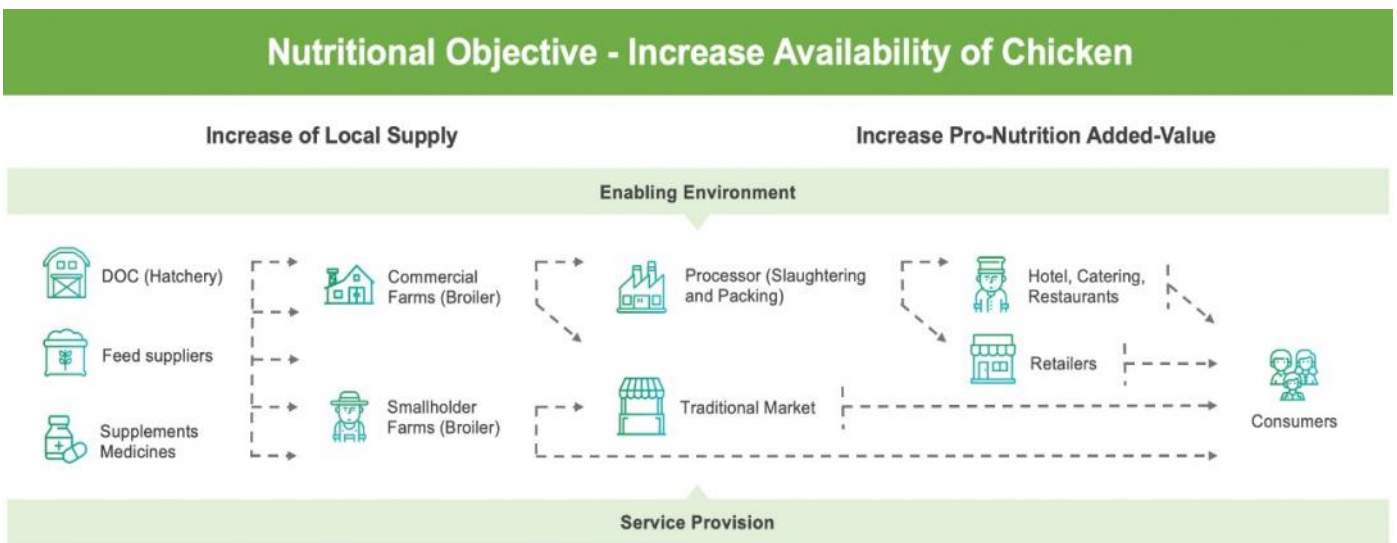 Nutritional Objective - Increase Availability of Chicken
Increase of Local Supply
Increase Pro-Nutrition Added-Value
Enabling Environment
DOC (Hatchery)
Commercial
Farms (Broiler)
Processor (Slaughtering
and Packing)
Hotel, Catering,
Restaurants
Feed suppliers
Retailers
Supplements
Medicines
Smallholder
Farms (Broiler)
Traditional Market
Consumers
Service Provision